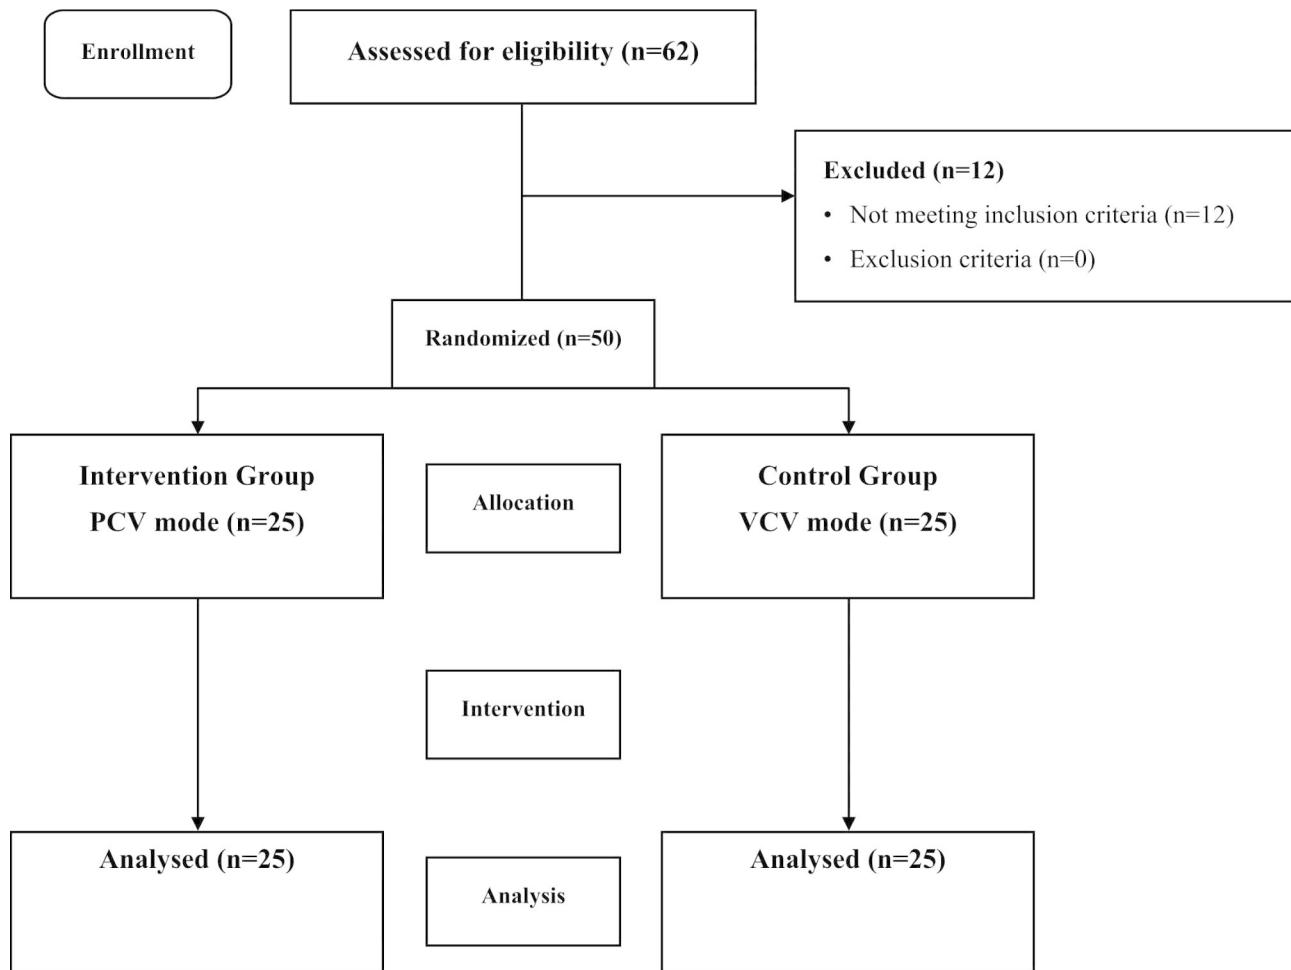 Enrollment
Assessed for eligibility (n=62)
Excluded (n=12)
• Not meeting inclusion criteria (n=12)
• Exclusion criteria (n=0)
Randomized (n=50)
Intervention Group
PCV mode (n=25)
Allocation
Control Group
VCV mode (n=25)
Intervention
Analysed (n=25)
Analysis
Analysed (n=25)